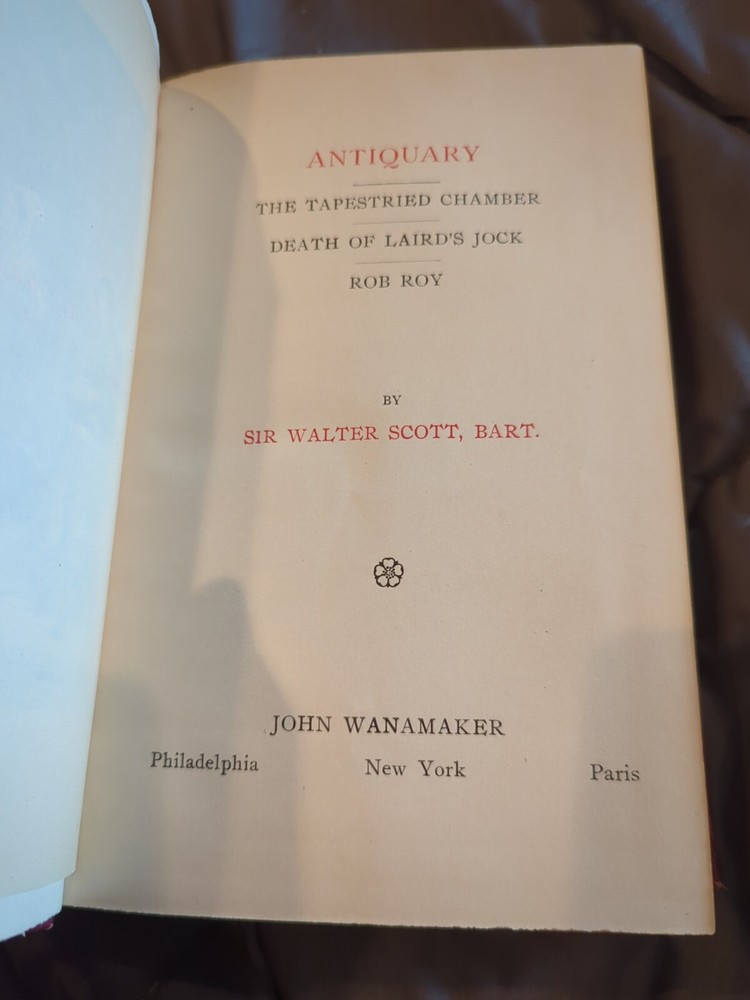 ANTIQUARY
THE TAPESTRIED CHAMBER
DEATH OF LAIRD'S JOCK
ROB ROY
BY
SIR WALTER SCOTT, BART.
JOHN WANAMAKER
Philadelphia New York Paris